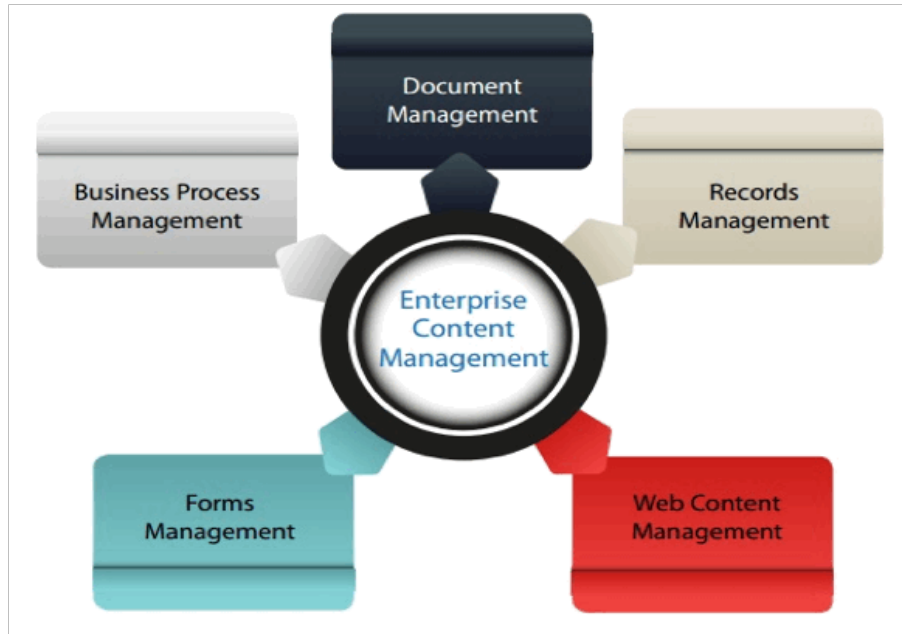 Document
Management
Business Process
Management
Records
Management
Enterprise
Content
Management
Forms
Management
Web Content
Management